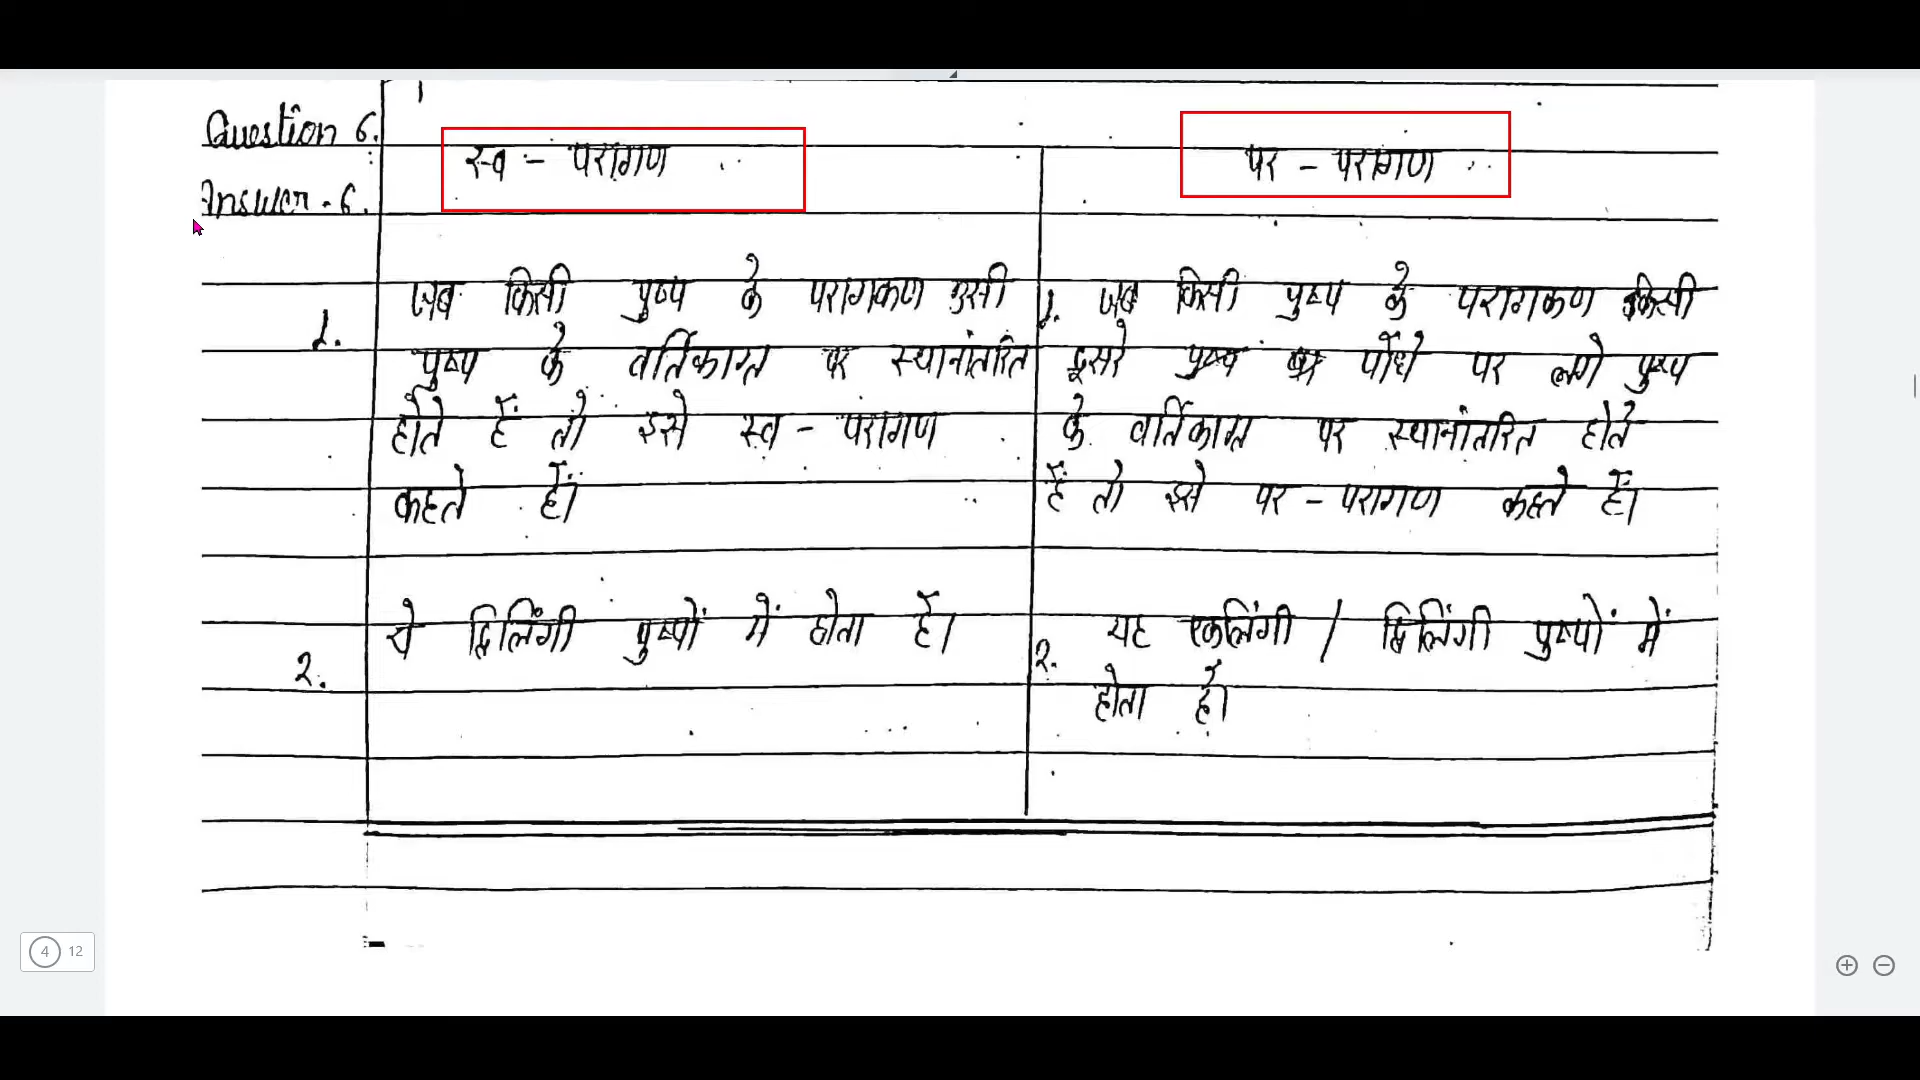 Question 6.
स्व - परागण
पर - परागण
Answer - 6.
1.
जब किसी पुष्प के परागकण उसी
पुष्प के वर्तिकाग्र पर स्थानांतरित
होते हैं तो इसे स्व - परागण
कहते हैं।
1. जब किसी पुष्प के परागकण किसी
दूसरे पौधे पर लगे पुष्प
के वर्तिकाग्र पर स्थानांतरित होते
हैं तो इसे पर - परागण कहते हैं।
2.
ये द्विलिंगी पुष्पों में होता है।
2.
यह एकलिंगी / द्विलिंगी पुष्पों में
होता है।
4 12